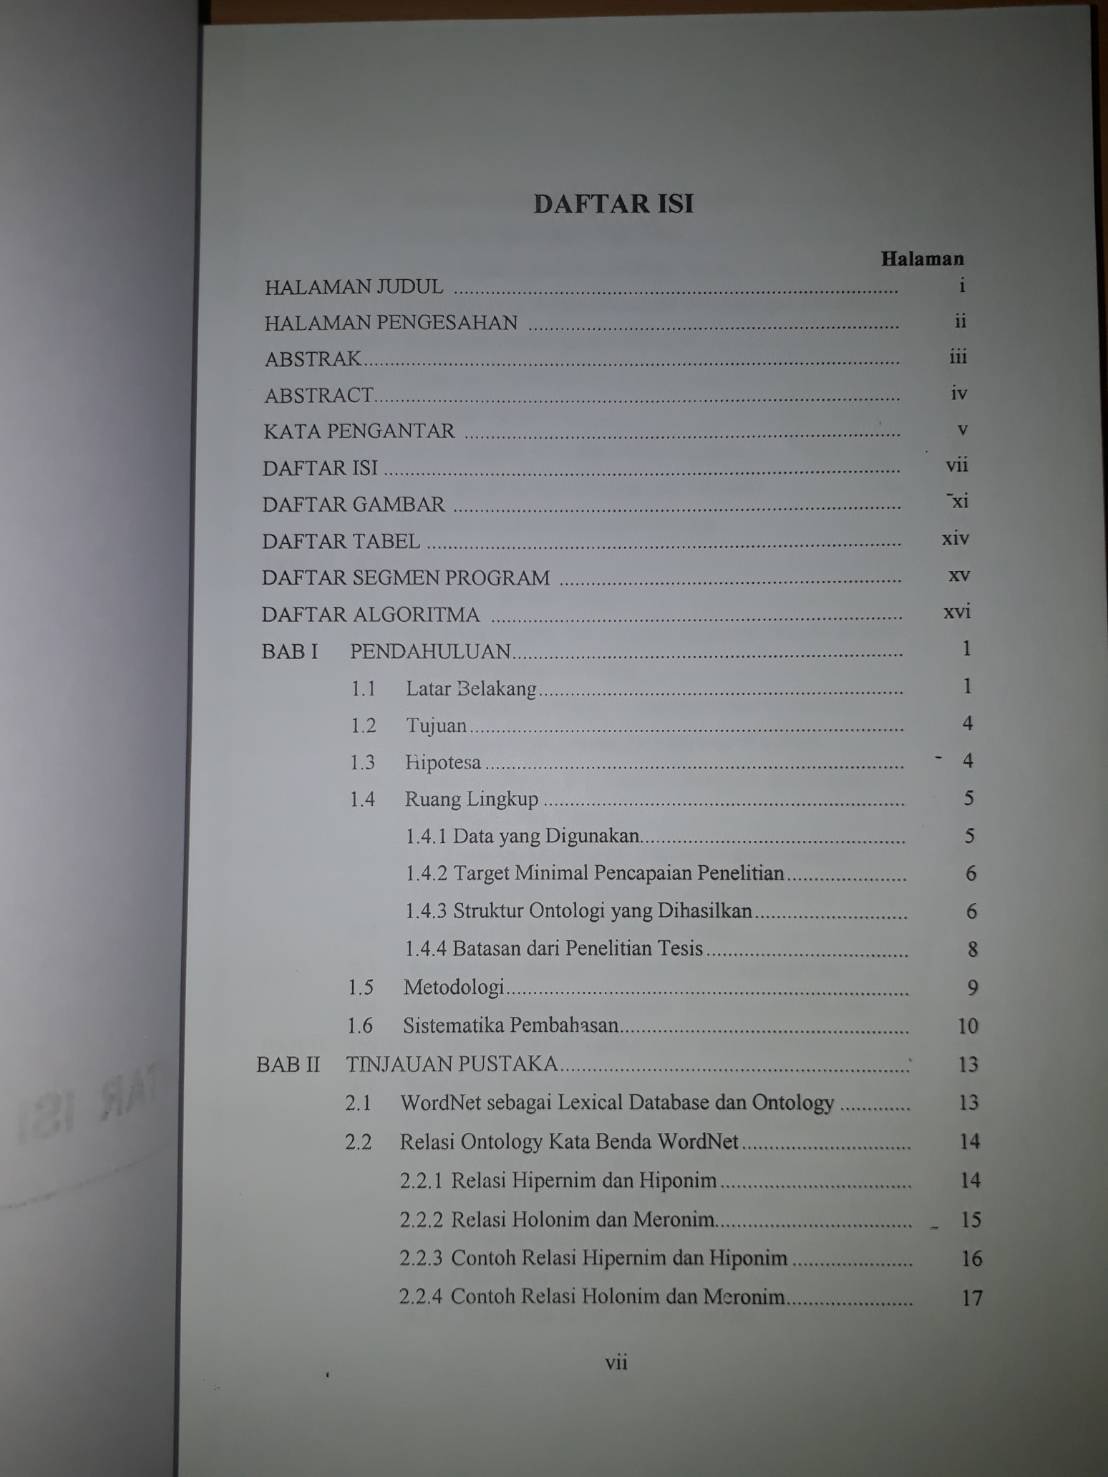 DAFTAR ISI
Halaman
HALAMAN JUDUL ........ i
HALAMAN PENGESAHAN ........ ii
ABSTRAK ........ iii
ABSTRACT ........ iv
KATA PENGANTAR ........ v
DAFTAR ISI ........ vii
DAFTAR GAMBAR ........ xi
DAFTAR TABEL ........ xiv
DAFTAR SEGMEN PROGRAM ........ xv
DAFTAR ALGORITMA ........ xvi
BAB I PENDAHULUAN ........ 1
1.1 Latar Belakang ........ 1
1.2 Tujuan ........ 4
1.3 Hipotesa ........ 4
1.4 Ruang Lingkup ........ 5
1.4.1 Data yang Digunakan ........ 5
1.4.2 Target Minimal Pencapaian Penelitian ........ 6
1.4.3 Struktur Ontologi yang Dihasilkan ........ 6
1.4.4 Batasan dari Penelitian Tesis ........ 8
1.5 Metodologi ........ 9
1.6 Sistematika Pembahasan ........ 10
BAB II TINJAUAN PUSTAKA ........ 13
2.1 WordNet sebagai Lexical Database dan Ontology ........ 13
2.2 Relasi Ontology Kata Benda WordNet ........ 14
2.2.1 Relasi Hipernim dan Hiponim ........ 14
2.2.2 Relasi Holonim dan Meronim ........ 15
2.2.3 Contoh Relasi Hipernim dan Hiponim ........ 16
2.2.4 Contoh Relasi Holonim dan Meronim ........ 17
vii